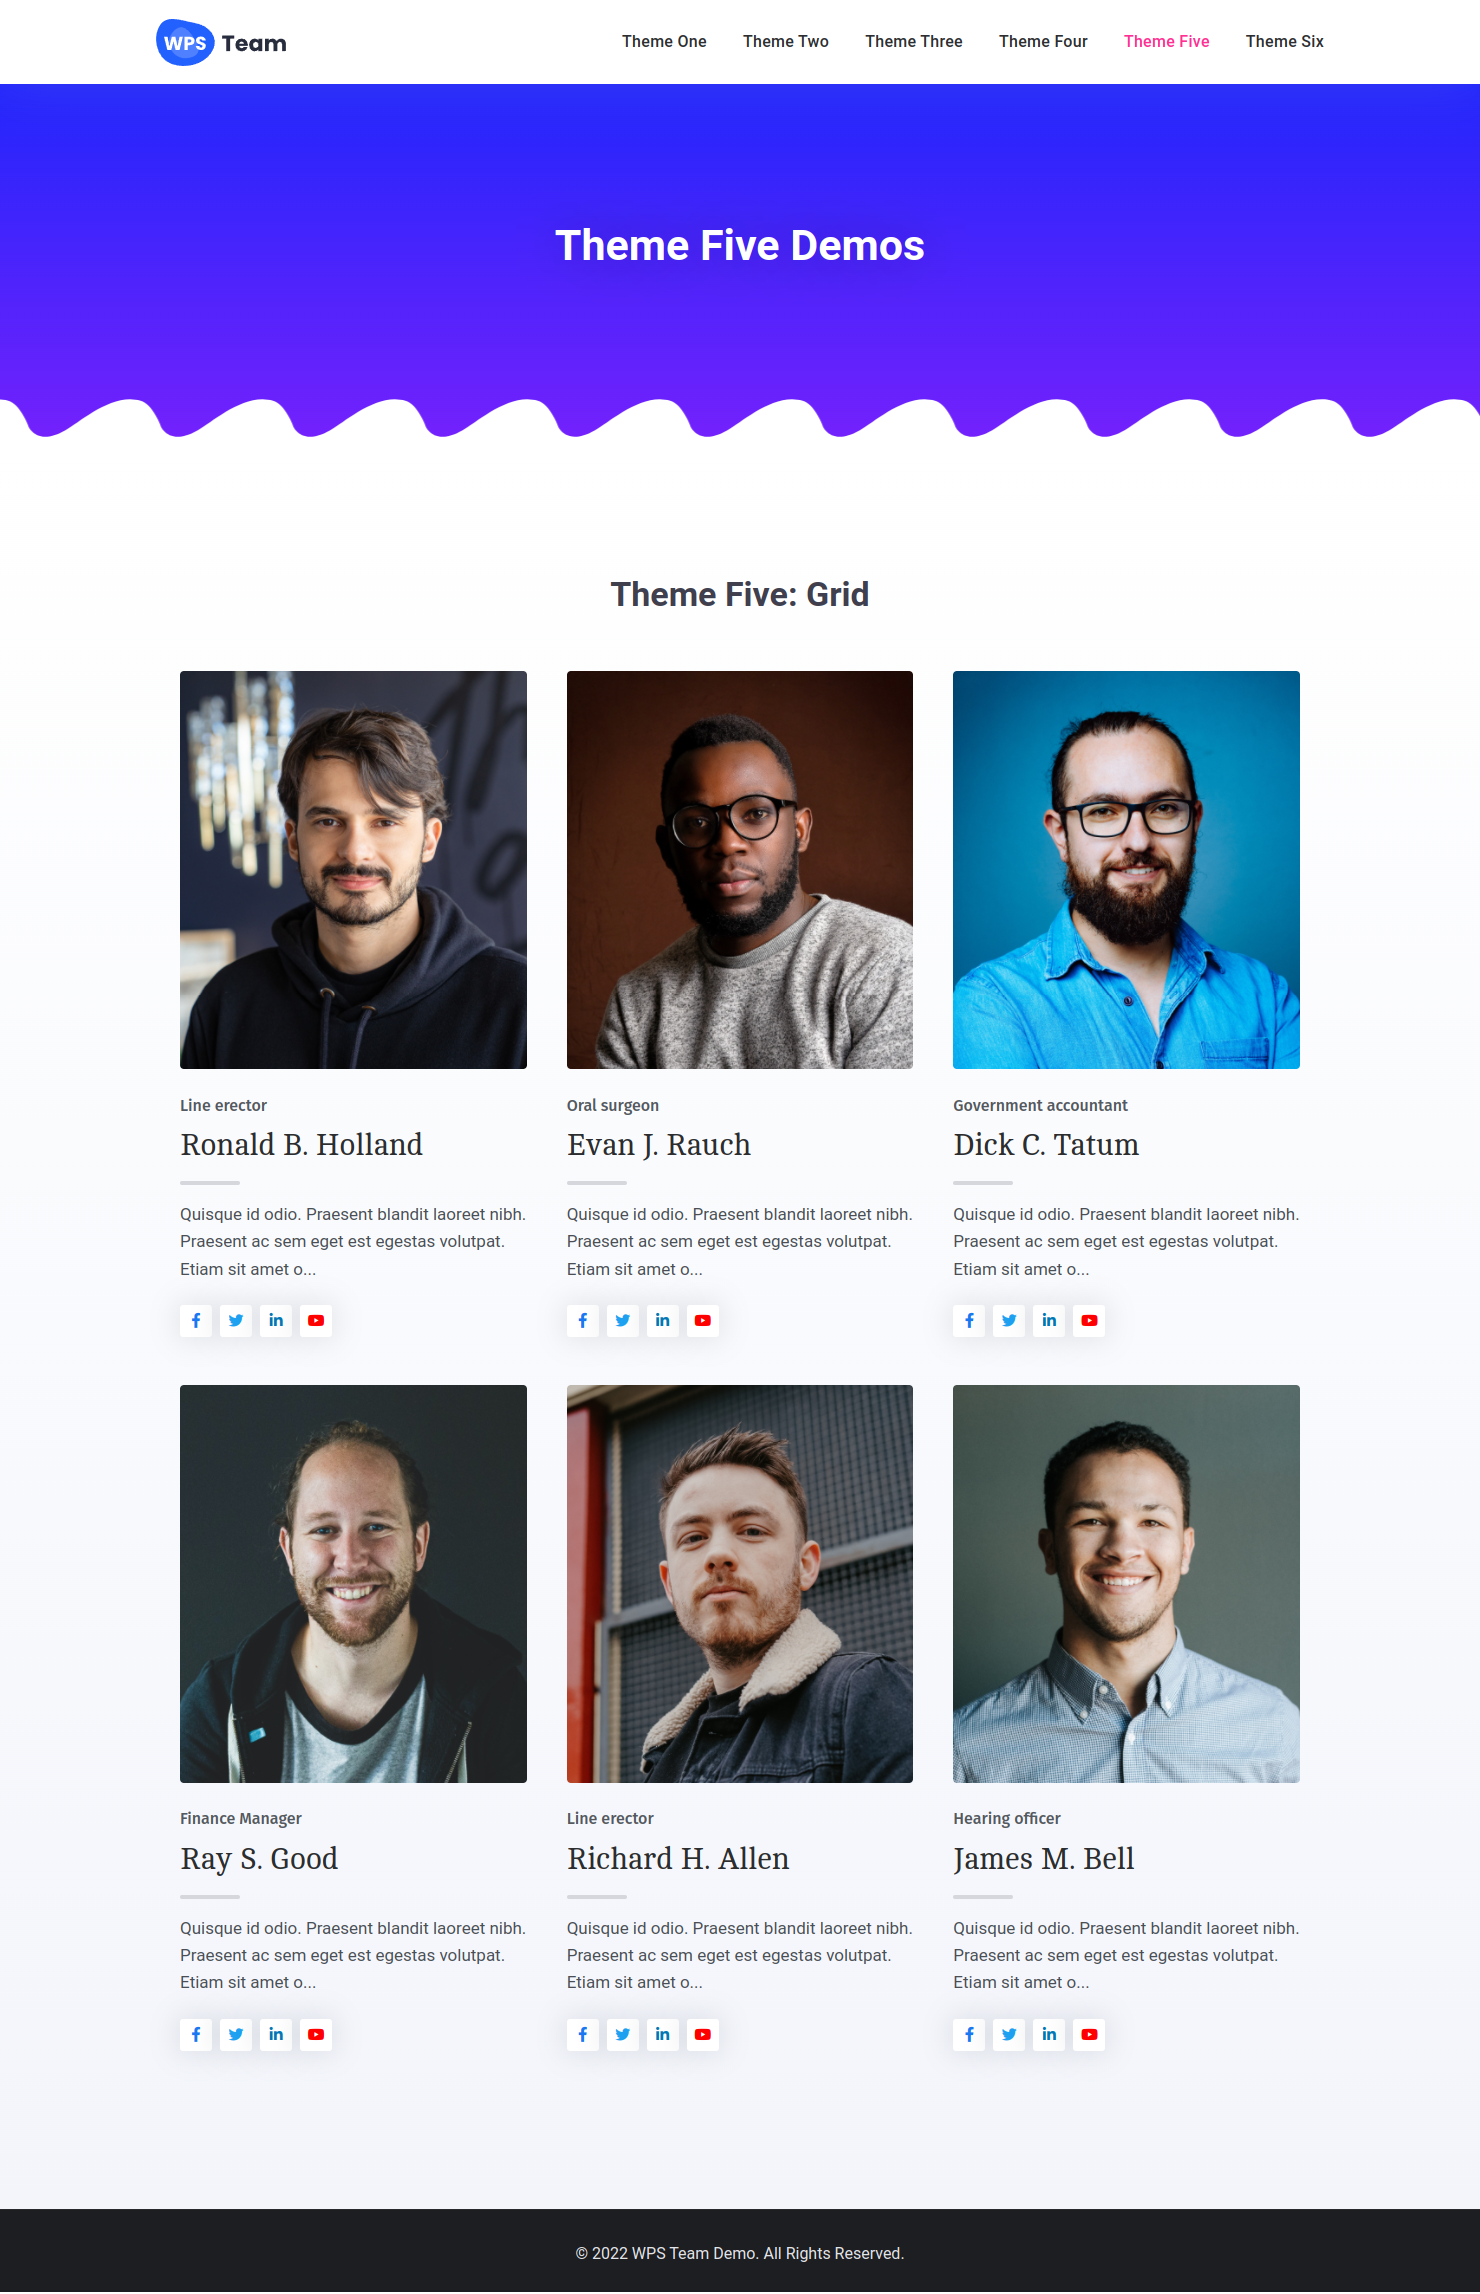 WPS Team
Theme One Theme Two Theme Three Theme Four Theme Five Theme Six
Theme Five Demos
Theme Five: Grid
Line erector
Ronald B. Holland
Quisque id odio. Praesent blandit laoreet nibh.
Praesent ac sem eget est egestas volutpat.
Etiam sit amet o...
Oral surgeon
Evan J. Rauch
Quisque id odio. Praesent blandit laoreet nibh.
Praesent ac sem eget est egestas volutpat.
Etiam sit amet o...
Government accountant
Dick C. Tatum
Quisque id odio. Praesent blandit laoreet nibh.
Praesent ac sem eget est egestas volutpat.
Etiam sit amet o...
Finance Manager
Ray S. Good
Quisque id odio. Praesent blandit laoreet nibh.
Praesent ac sem eget est egestas volutpat.
Etiam sit amet o...
Line erector
Richard H. Allen
Quisque id odio. Praesent blandit laoreet nibh.
Praesent ac sem eget est egestas volutpat.
Etiam sit amet o...
Hearing officer
James M. Bell
Quisque id odio. Praesent blandit laoreet nibh.
Praesent ac sem eget est egestas volutpat.
Etiam sit amet o...
© 2022 WPS Team Demo. All Rights Reserved.